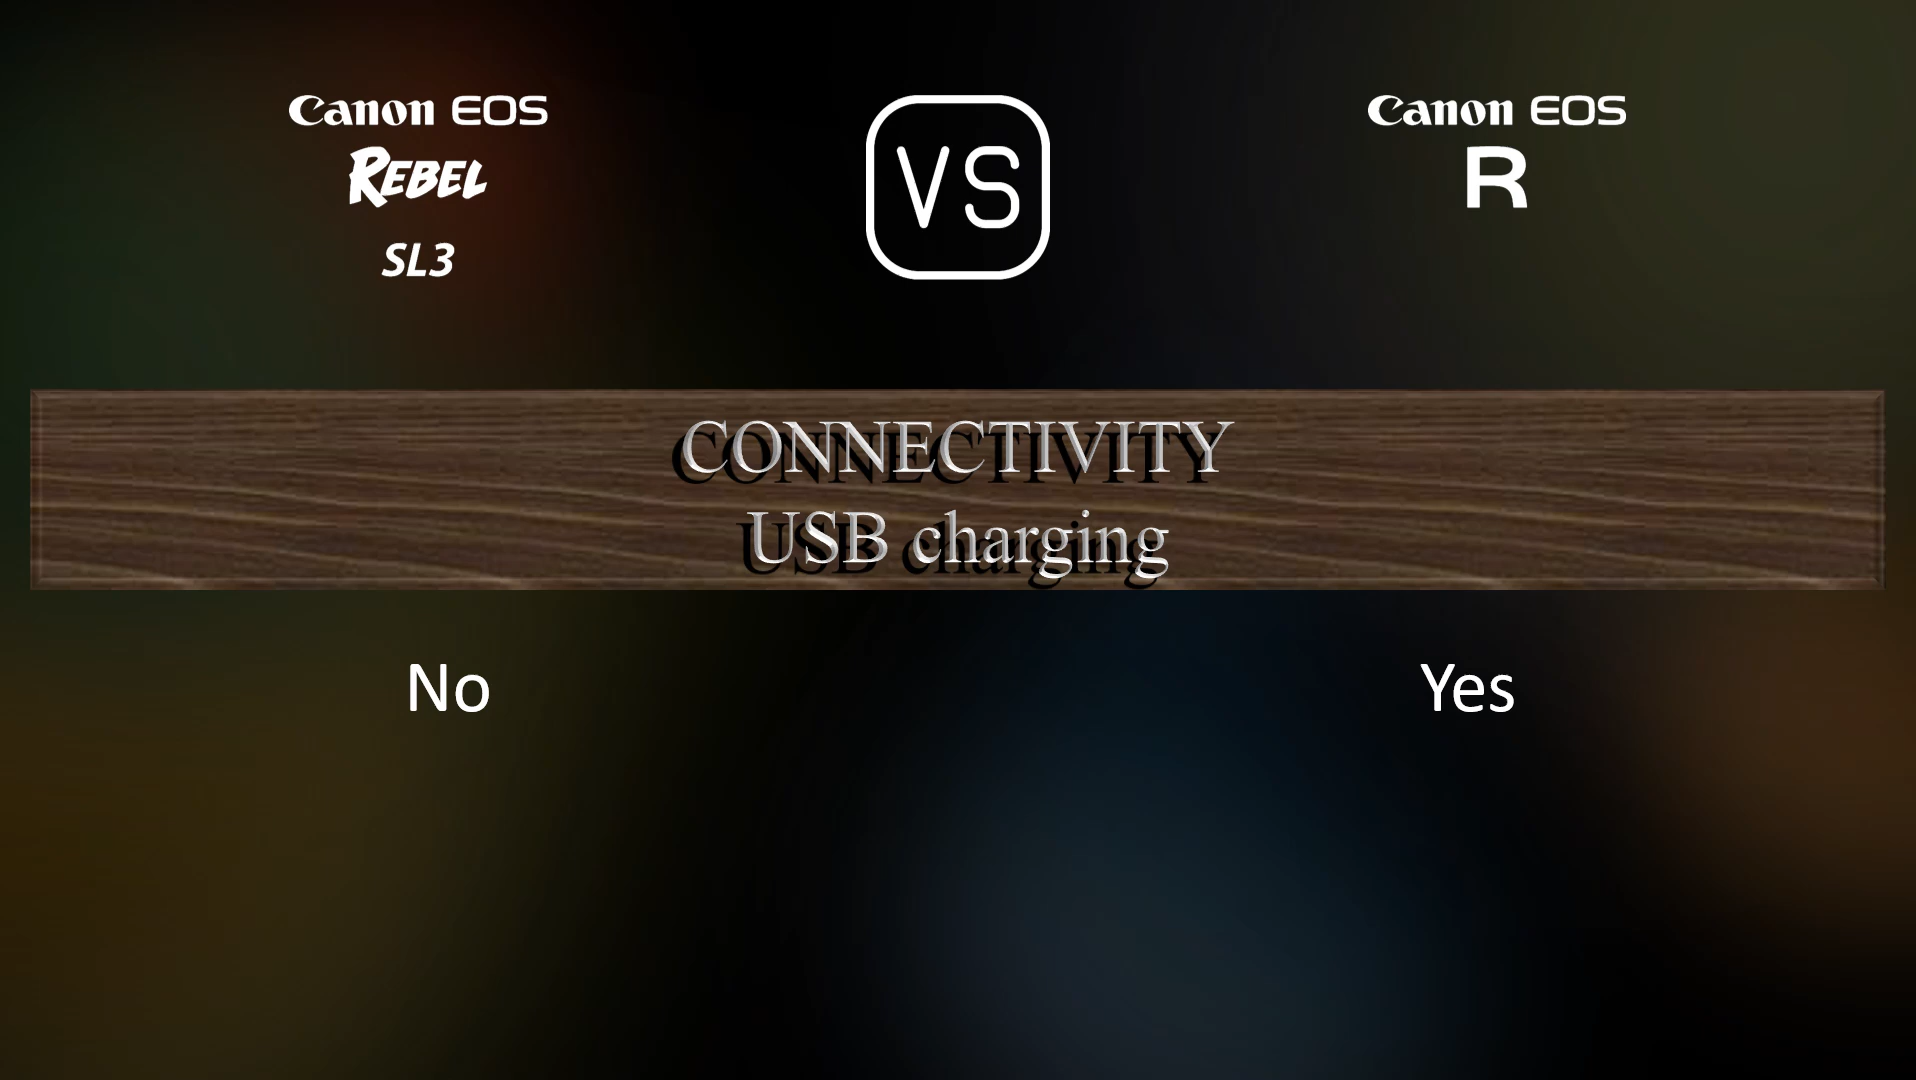 Canon EOS
REBEL
SL3
VS
Canon EOS
R
CONNECTIVITY
USB charging
No
Yes